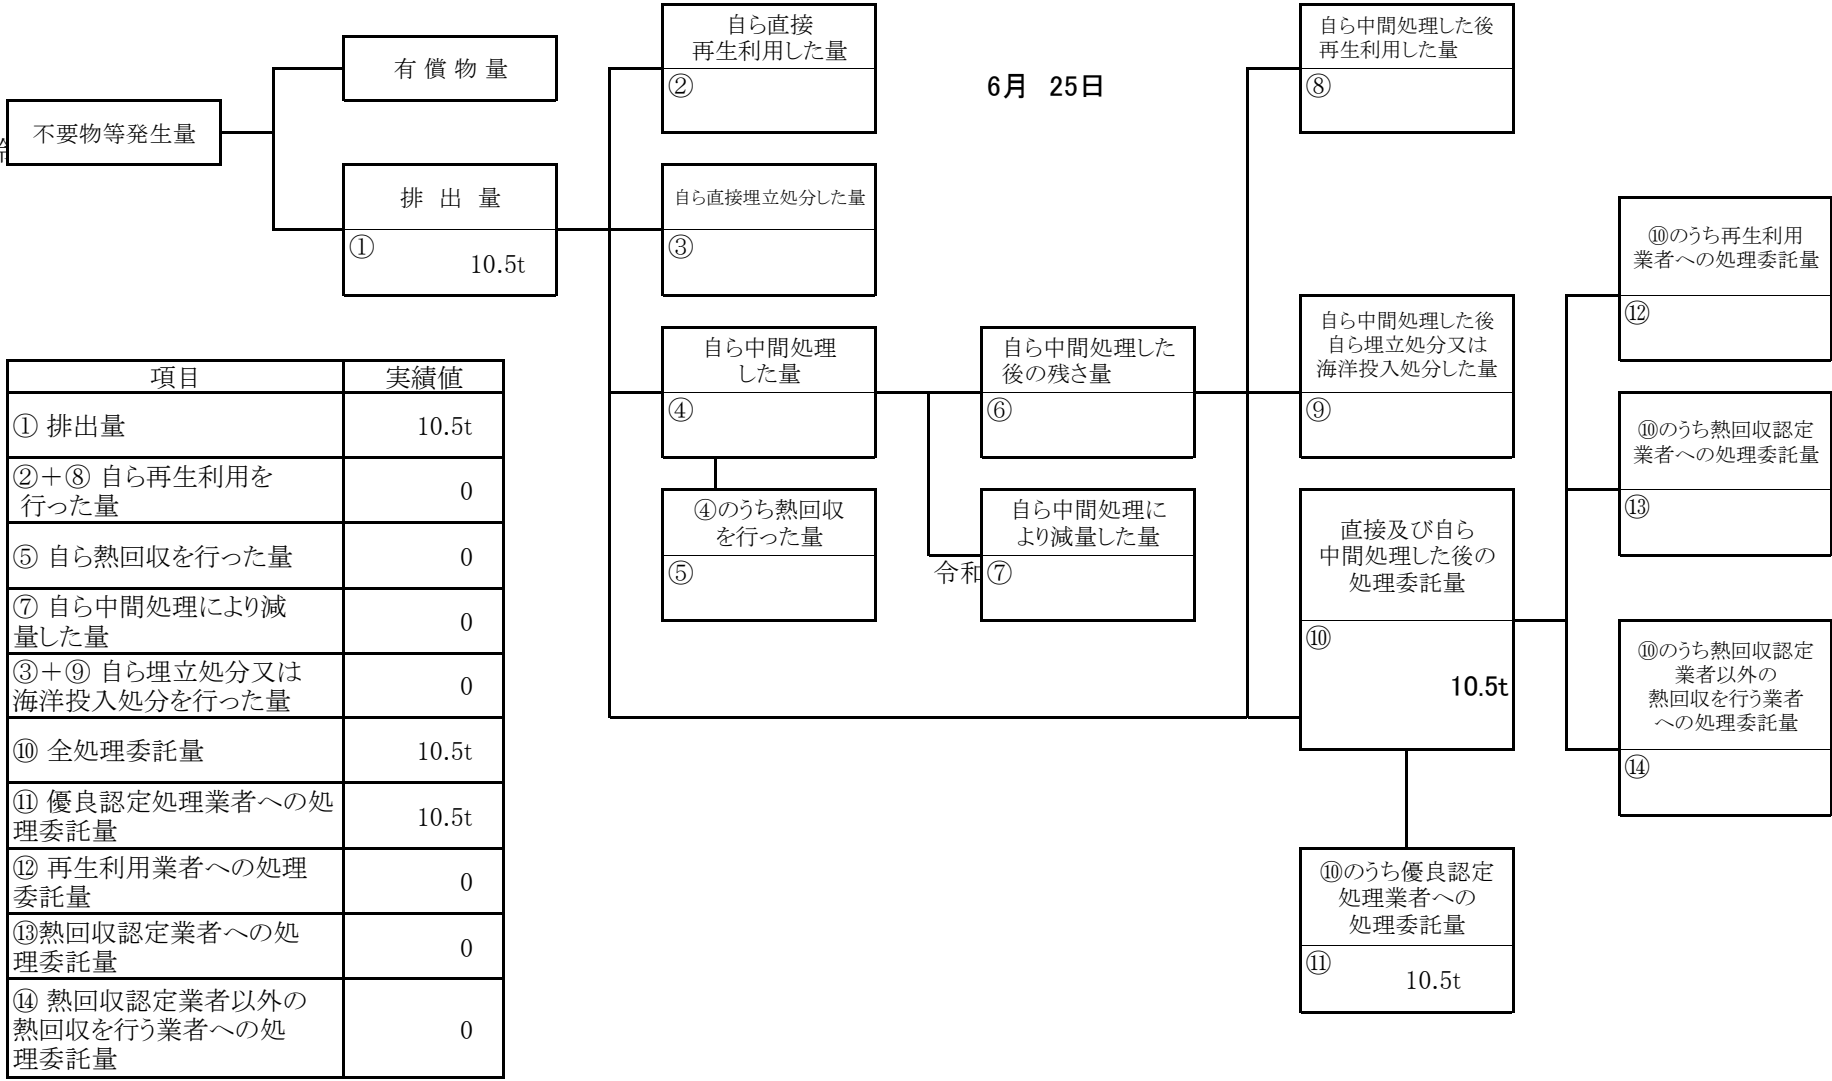 自ら直接
再生利用した量
②
自ら中間処理した後
再生利用した量
⑧
有 償 物 量
6月 25日
不要物等発生量
排 出 量
①
10.5t
自ら直接埋立処分した量
③
⑩のうち再生利用
業者への処理委託量
⑫
自ら中間処理
した量
④
自ら中間処理した
後の残さ量
⑥
自ら中間処理した後
自ら埋立処分又は
海洋投入処分した量
⑨
⑩のうち熱回収認定
業者への処理委託量
⑬
④のうち熱回収
を行った量
⑤
自ら中間処理に
より減量した量
令和
⑦
直接及び自ら
中間処理した後の
処理委託量
⑩
10.5t
⑩のうち熱回収認定
業者以外の
熱回収を行う業者
への処理委託量
⑭
⑩のうち優良認定
処理業者への
処理委託量
⑪
10.5t
項目 実績値
① 排出量 10.5t
②+⑧ 自ら再生利用を
行った量 0
⑤ 自ら熱回収を行った量 0
⑦ 自ら中間処理により減
量した量 0
③+⑨ 自ら埋立処分又は
海洋投入処分を行った量 0
⑩ 全処理委託量 10.5t
⑪ 優良認定処理業者への処
理委託量 10.5t
⑫ 再生利用業者への処理
委託量 0
⑬熱回収認定業者への処
理委託量 0
⑭ 熱回収認定業者以外の
熱回収を行う業者への処
理委託量 0